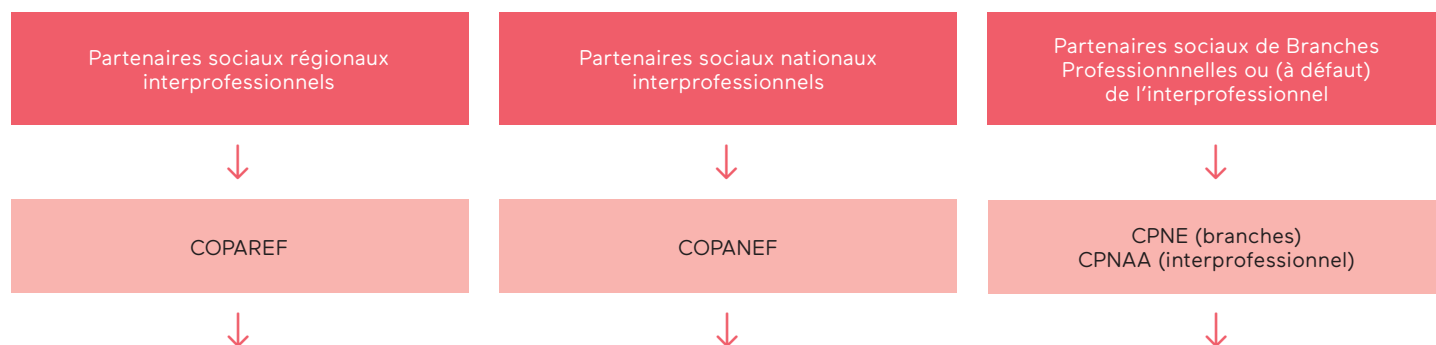 Partenaires sociaux régionaux
interprofessionnels
Partenaires sociaux nationaux
interprofessionnels
Partenaires sociaux de Branches
Professionnnelles ou (à défaut)
de l'interprofessionnel
COPAREF
COPANEF
CPNE (branches)
CPNAA (interprofessionnel)